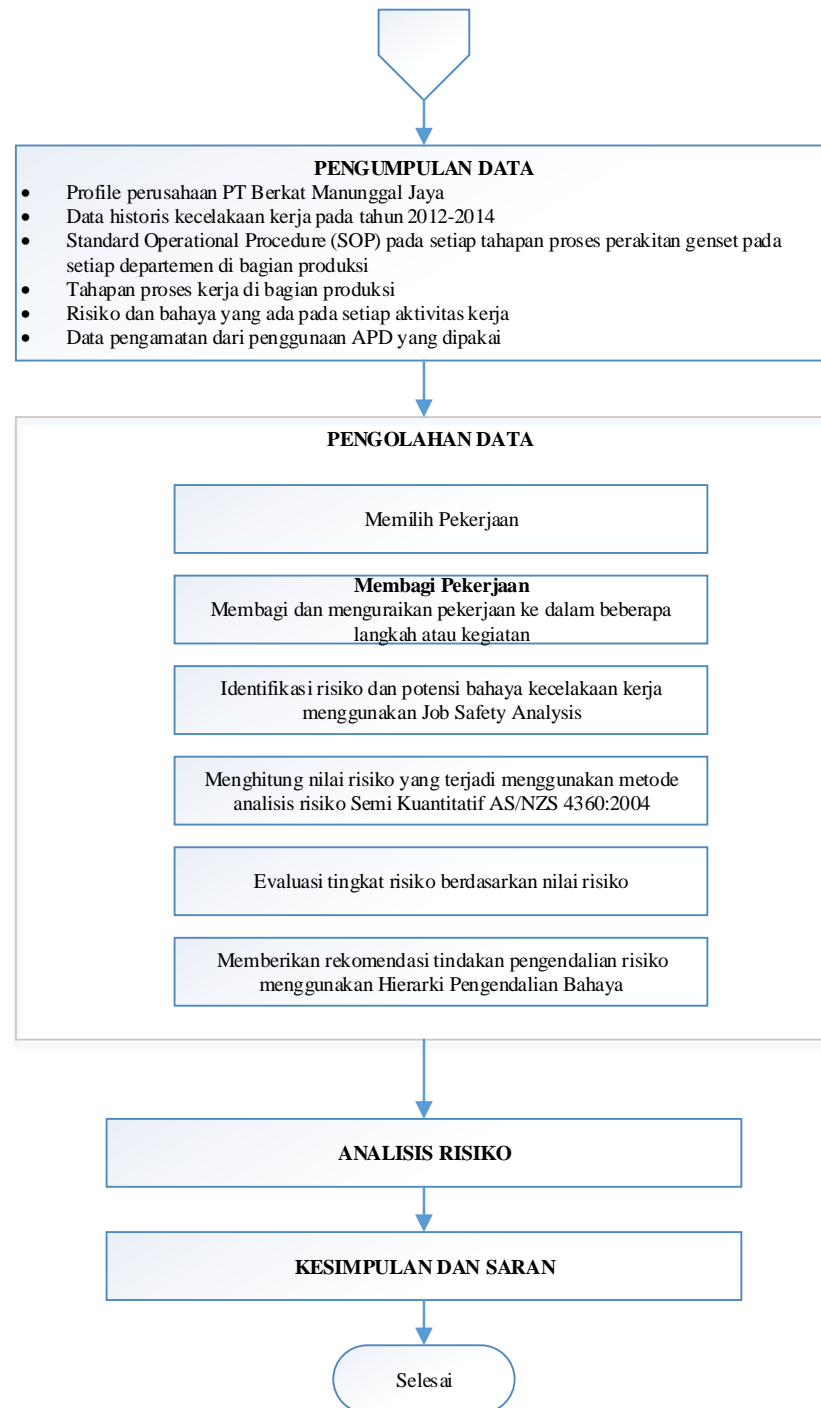 PENGUMPULAN DATA
• Profile perusahaan PT Berkat Manunggal Jaya
• Data historis kecelakaan kerja pada tahun 2012-2014
• Standard Operational Procedure (SOP) pada setiap tahapan proses perakitan genset pada
setiap departemen di bagian produksi
• Tahapan proses kerja di bagian produksi
• Risiko dan bahaya yang ada pada setiap aktivitas kerja
• Data pengamatan dari penggunaan APD yang dipakai
PENGOLAHAN DATA
Memilih Pekerjaan
Membagi Pekerjaan
Membagi dan menguraikan pekerjaan ke dalam beberapa
langkah atau kegiatan
Identifikasi risiko dan potensi bahaya kecelakaan kerja
menggunakan Job Safety Analysis
Menghitung nilai risiko yang terjadi menggunakan metode
analisis risiko Semi Kuantitatif AS/NZS 4360:2004
Evaluasi tingkat risiko berdasarkan nilai risiko
Memberikan rekomendasi tindakan pengendalian risiko
menggunakan Hierarki Pengendalian Bahaya
ANALISIS RISIKO
KESIMPULAN DAN SARAN
Selesai